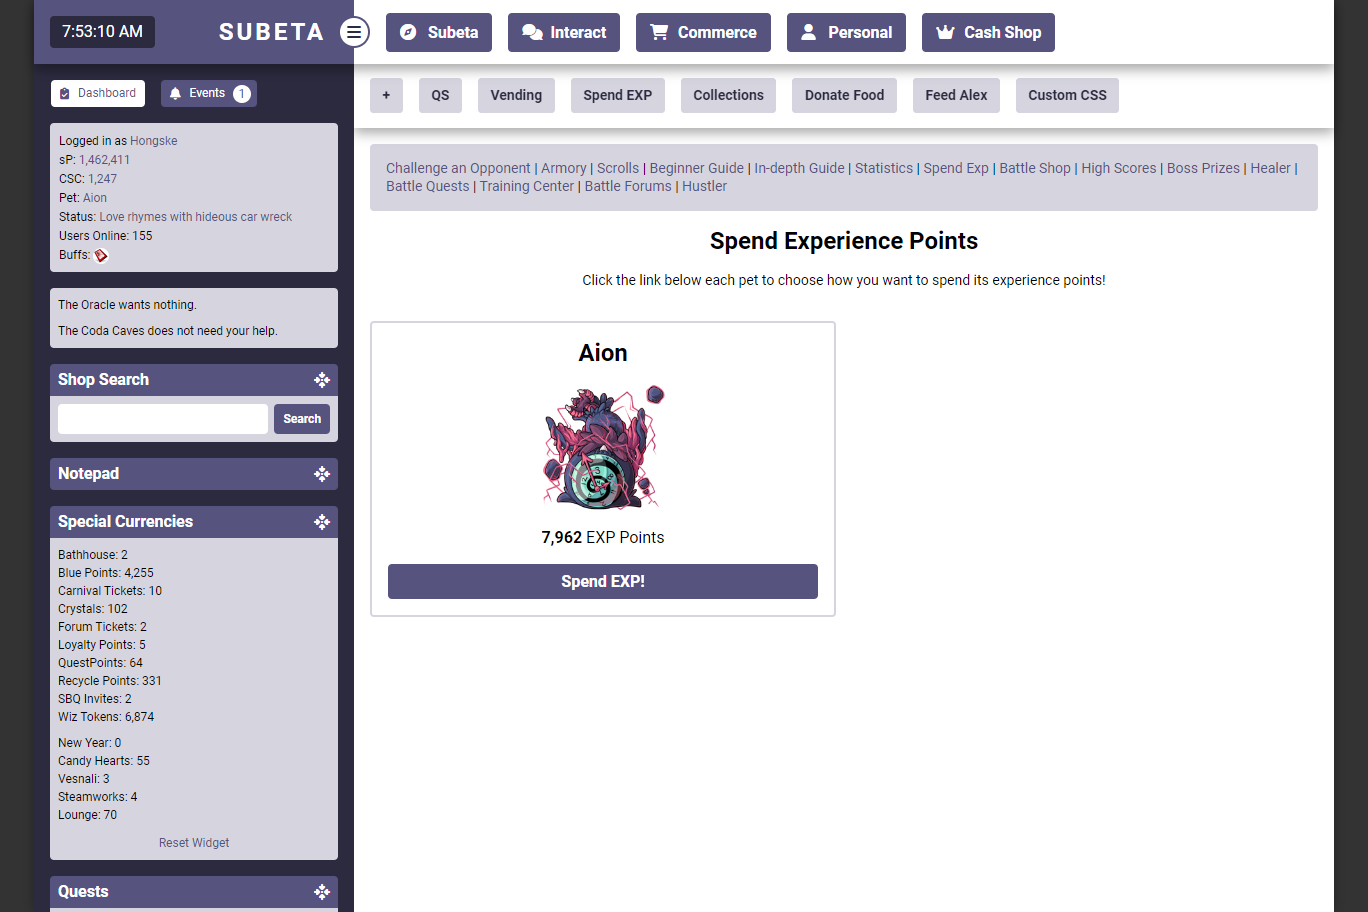 7:53:10 AM
SUBETA
Subeta
Interact
Commerce
Personal
Cash Shop
Dashboard
Events 1
+
QS
Vending
Spend EXP
Collections
Donate Food
Feed Alex
Custom CSS
Logged in as Hongske
sP: 1,462,411
CSC: 1,247
Pet: Aion
Status: Love rhymes with hideous car wreck
Users Online: 155
Buffs:
The Oracle wants nothing.
The Coda Caves does not need your help.
Shop Search
Search
Notepad
Special Currencies
Bathhouse: 2
Blue Points: 4,255
Carnival Tickets: 10
Crystals: 102
Forum Tickets: 2
Loyalty Points: 5
QuestPoints: 64
Recycle Points: 331
SBQ Invites: 2
Wiz Tokens: 6,874
New Year: 0
Candy Hearts: 55
Vesnali: 3
Steamworks: 4
Lounge: 70
Reset Widget
Quests
Challenge an Opponent | Armory | Scrolls | Beginner Guide | In-depth Guide | Statistics | Spend Exp | Battle Shop | High Scores | Boss Prizes | Healer |
Battle Quests | Training Center | Battle Forums | Hustler
Spend Experience Points
Click the link below each pet to choose how you want to spend its experience points!
Aion
7,962 EXP Points
Spend EXP!